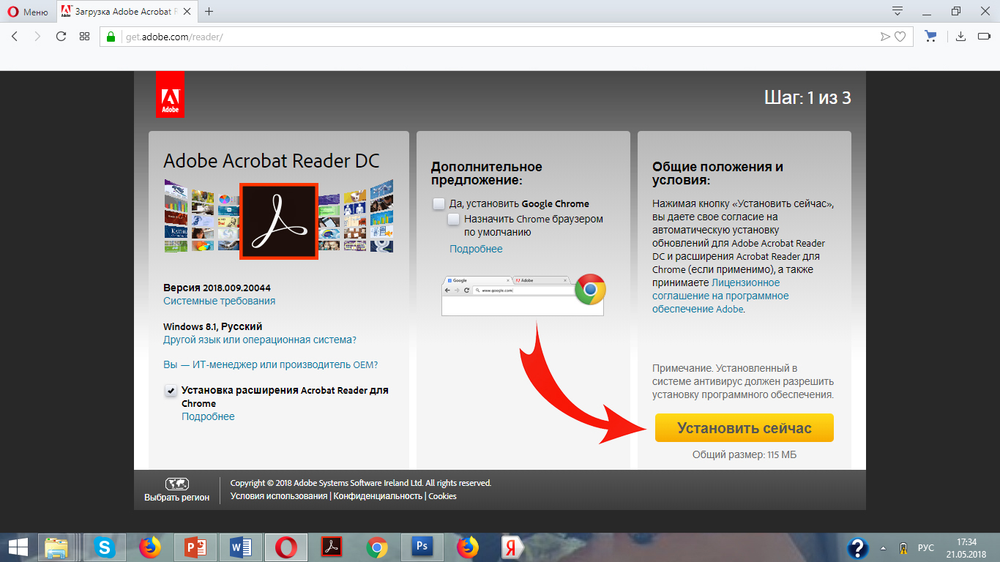 Меню
Загрузка Adobe Acrobat R
get.adobe.com/reader/
Adobe
Шаг: 1 из 3
Adobe Acrobat Reader DC
Версия 2018.009.20044
Системные требования
Windows 8.1, Русский
Другой язык или операционная система?
Вы — ИТ-менеджер или производитель OEM?
Установка расширения Acrobat Reader для
Chrome
Подробнее
Дополнительное
предложение:
Да, установить Google Chrome
Назначить Chrome браузером
по умолчанию
Подробнее
Google
Adobe
www.google.com
Общие положения и
условия:
Нажимая кнопку «Установить сейчас»,
вы даете свое согласие на
автоматическую установку
обновлений для Adobe Acrobat Reader
DC и расширения Acrobat Reader для
Chrome (если применимо), а также
принимаете Лицензионное
соглашение на программное
обеспечение Adobe.
Примечание. Установленный в
системе антивирус должен разрешить
установку программного обеспечения.
Установить сейчас
Общий размер: 115 МБ
Выбрать регион
Copyright © 2018 Adobe Systems Software Ireland Ltd. All rights reserved.
Условия использования | Конфиденциальность | Cookies
РУС
17:34
21.05.2018